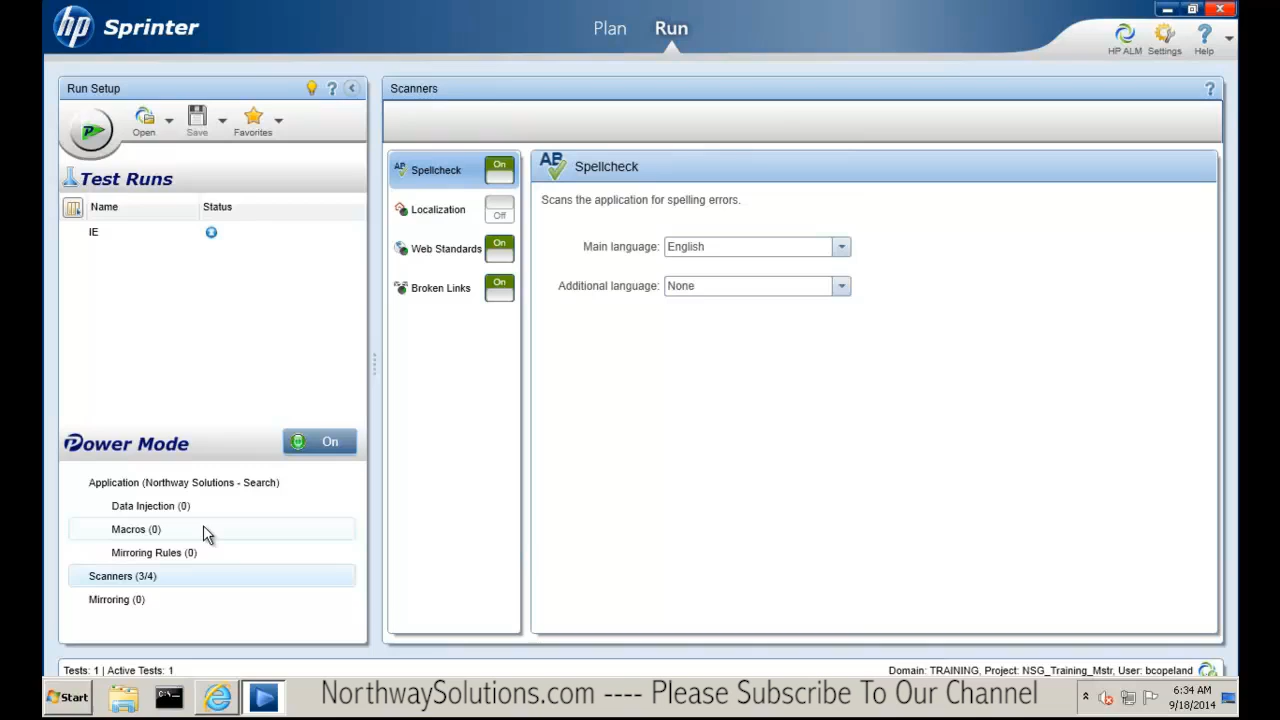 hp Sprinter
Plan Run
HP ALM Settings Help
Run Setup
Open Save Favorites
Test Runs
Name Status
IE
Power Mode On
Application (Northway Solutions - Search)
Data Injection (0)
Macros (0)
Mirroring Rules (0)
Scanners (3/4)
Mirroring (0)
Scanners
AB Spellcheck On
Localization Off
Web Standards On
Broken Links On
AB Spellcheck
Scans the application for spelling errors.
Main language: English
Additional language: None
Tests: 1 | Active Tests: 1
Domain: TRAINING, Project: NSG_Training_Mstr, User: bcopeland
Start
NorthwaySolutions.com ---- Please Subscribe To Our Channel
6:34 AM
9/18/2014